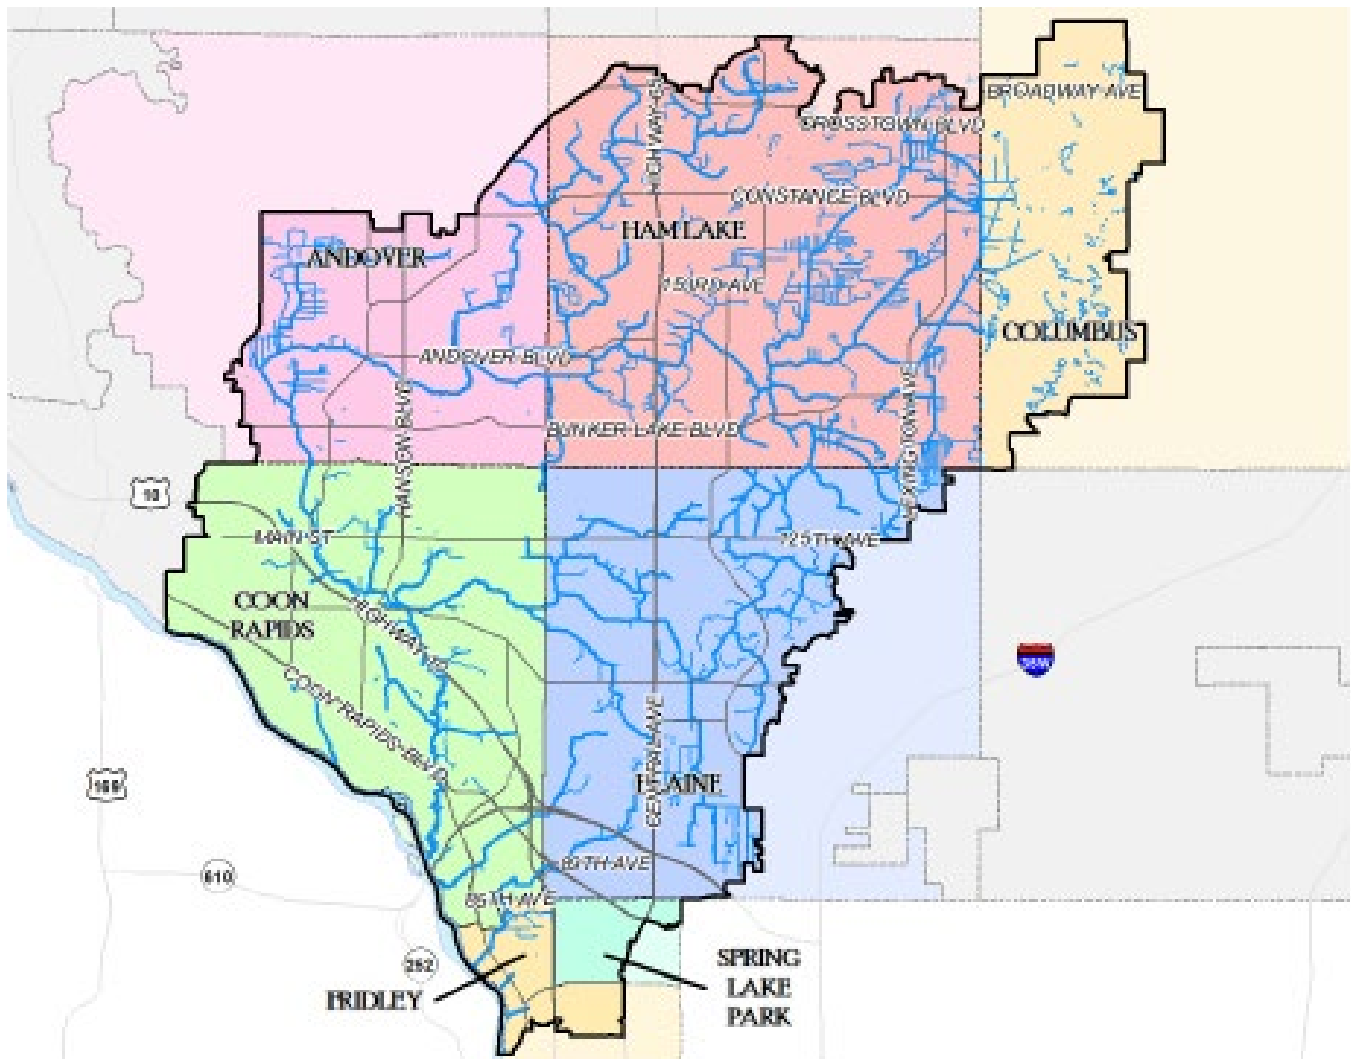 BROADWAY AVE
CROSSTOWN BLVD
HIGHWAY 65
CONSTANCE BLVD
HAM LAKE
ANDOVER
153RD AVE
COLUMBUS
ANDOVER BLVD
HANSON BLVD
LEXINGTON AVE
BUNKER LAKE BLVD
10
MAIN ST
125TH AVE
COON
RAPIDS
HIGHWAY 10
35W
COON RAPIDS BLVD
CENTRAL AVE
BLAINE
169
610
89TH AVE
85TH AVE
252
FRIDLEY
SPRING
LAKE
PARK